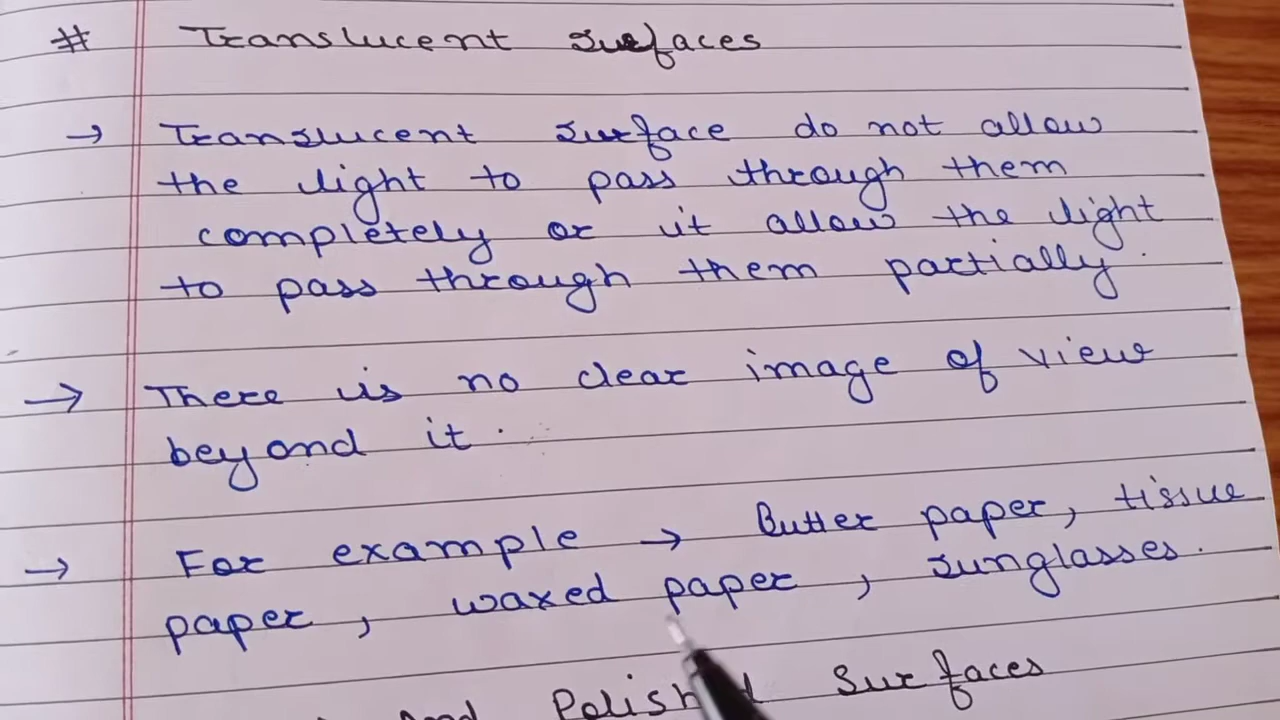 # Translucent Surfaces
→ Translucent surface do not allow
the light to pass through them
completely or it allow the light
to pass through them partially.
→ There is no clear image of view
beyond it.
→ For example → Butter paper, tissue
paper, waxed paper, sunglasses.
and Polished Surfaces